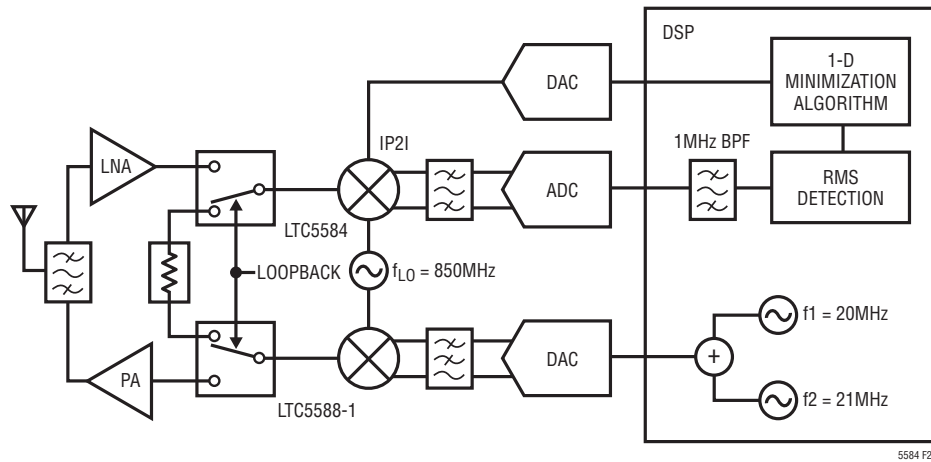 DSP
1-D
MINIMIZATION
ALGORITHM
DAC
LNA
IP2I
1MHz BPF
ADC
RMS
DETECTION
LTC5584
LOOPBACK
fLO = 850MHz
f1 = 20MHz
PA
DAC
+
LTC5588-1
f2 = 21MHz
5584 F2